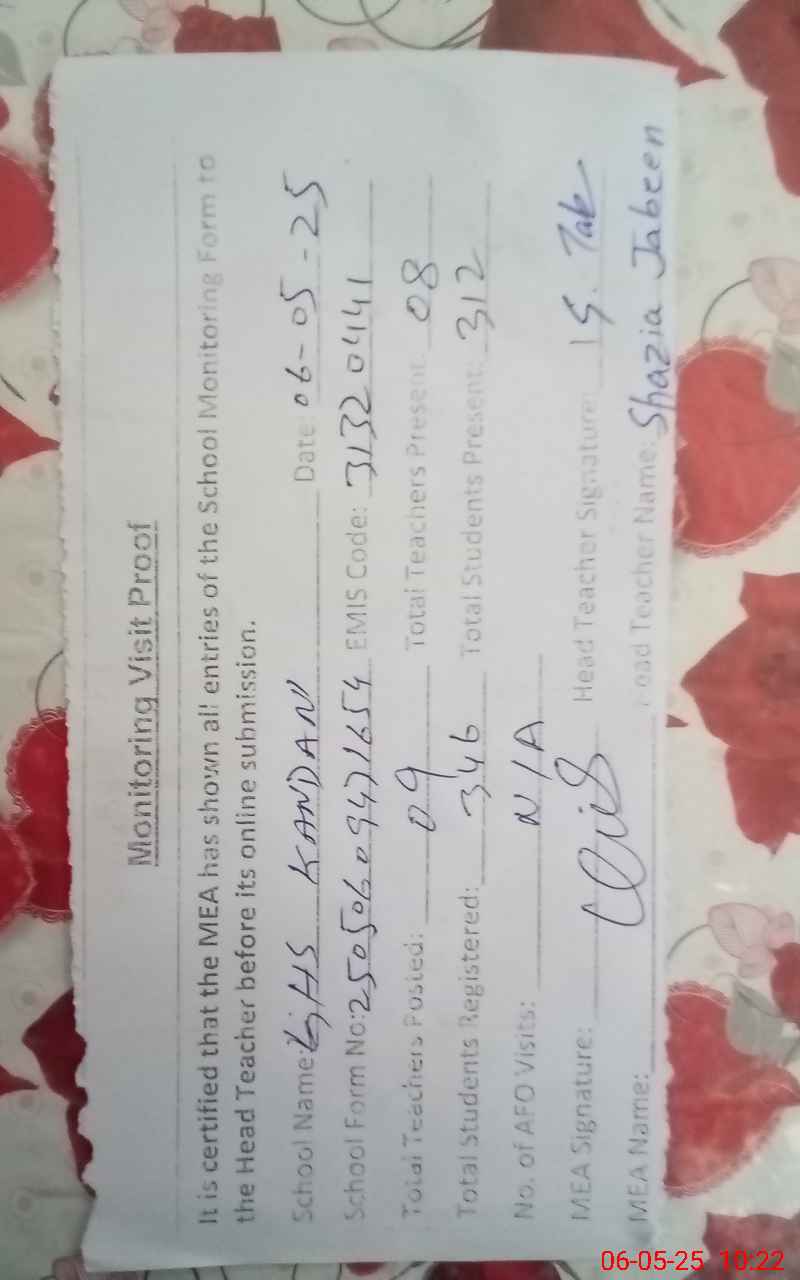 Monitoring Visit Proof
It is certified that the MEA has shown all entries of the School Monitoring Form to
the Head Teacher before its online submission.
School Name: GHS KANDAN Date: 06-05-25
School Form No: 25050609471654 EMIS Code: 31320441
Total Teachers Posted: 09 Total Teachers Present: 08
Total Students Registered: 346 Total Students Present: 312
No. of AFO Visits: N/A
MEA Signature: Head Teacher Signature:
MEA Name: Head Teacher Name: Shazia Jabeen
06-05-25 10:22